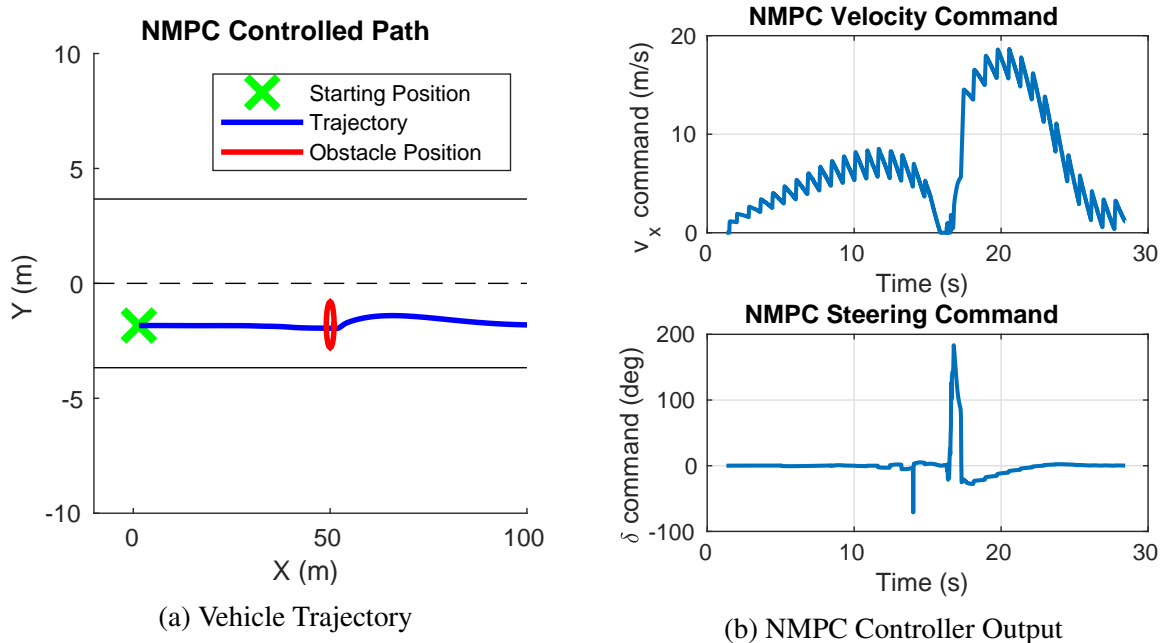 NMPC Controlled Path
10
5
0
-5
-10
Y (m)
Starting Position
Trajectory
Obstacle Position
0
50
100
X (m)
(a) Vehicle Trajectory
NMPC Velocity Command
20
10
0
v_x command (m/s)
0
10
20
30
Time (s)
NMPC Steering Command
200
100
0
-100
δ command (deg)
0
10
20
30
Time (s)
(b) NMPC Controller Output